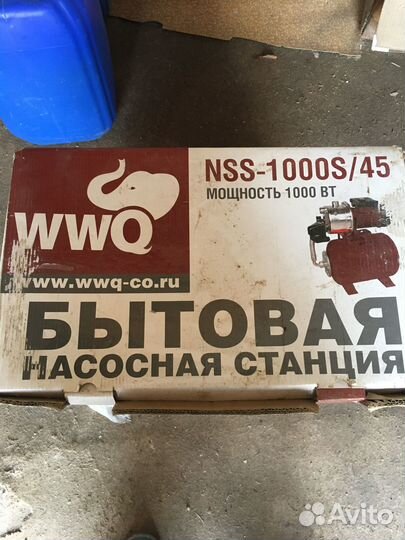 NSS-1000S/45
МОЩНОСТЬ 1000 ВТ
WWQ
www.wwq-co.ru
БЫТОВАЯ
НАСОСНАЯ СТАНЦИЯ
Avito